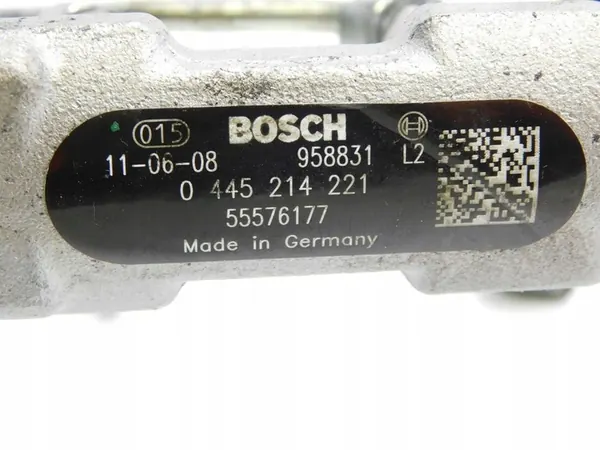 015 BOSCH
11-06-08 958831 L2
0 445 214 221
55576177
Made in Germany